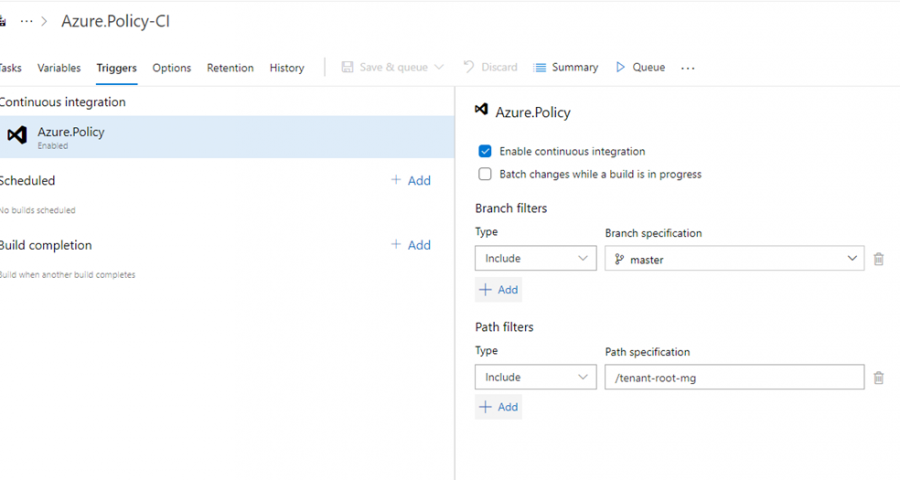 ... > Azure.Policy-CI
Tasks Variables Triggers Options Retention History Save & queue Discard Summary Queue ...
Continuous integration
Azure.Policy
Enabled
Scheduled + Add
No builds scheduled
Build completion + Add
Build when another build completes
Azure.Policy
Enable continuous integration
Batch changes while a build is in progress
Branch filters
Type Branch specification
Include master
+ Add
Path filters
Type Path specification
Include /tenant-root-mg
+ Add